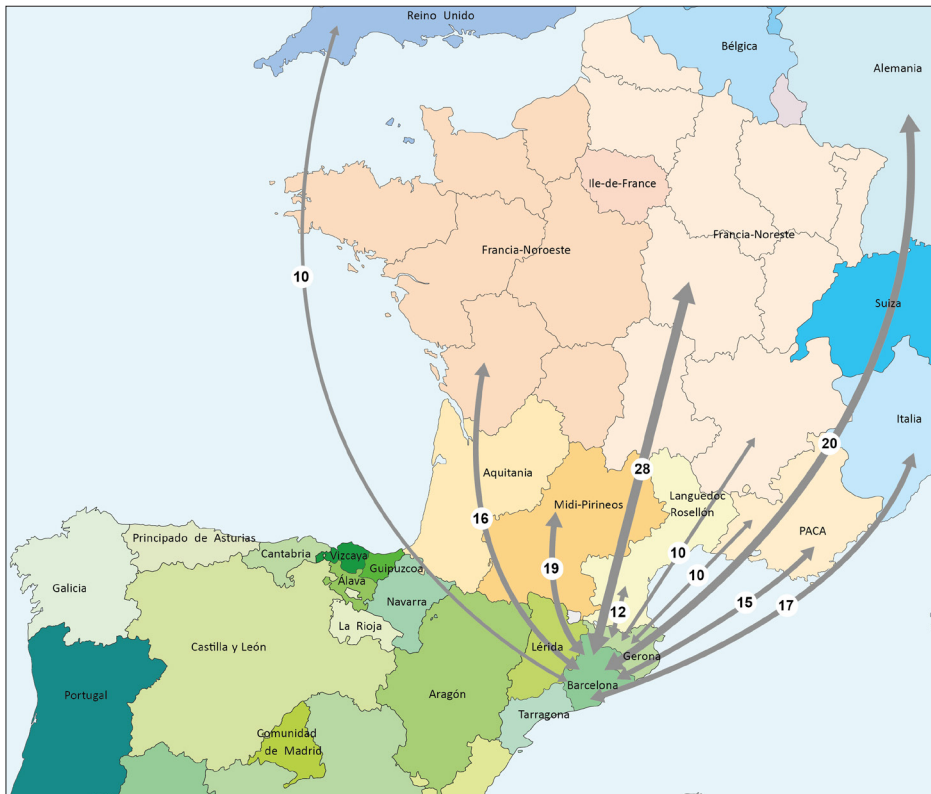 Reino Unido
Bélgica
Alemania
Ile-de-France
Francia-Noroeste
Francia-Noreste
10
Suiza
Italia
20
28
Aquitania
Midi-Pirineos
Languedoc
Rosellón
PACA
16
Principado de Asturias
Cantabria
Vizcaya
Guipuzcoa
Álava
Navarra
Galicia
La Rioja
19
10
10
12
15
17
Castilla y León
Lérida
Gerona
Barcelona
Portugal
Aragón
Tarragona
Comunidad
de Madrid